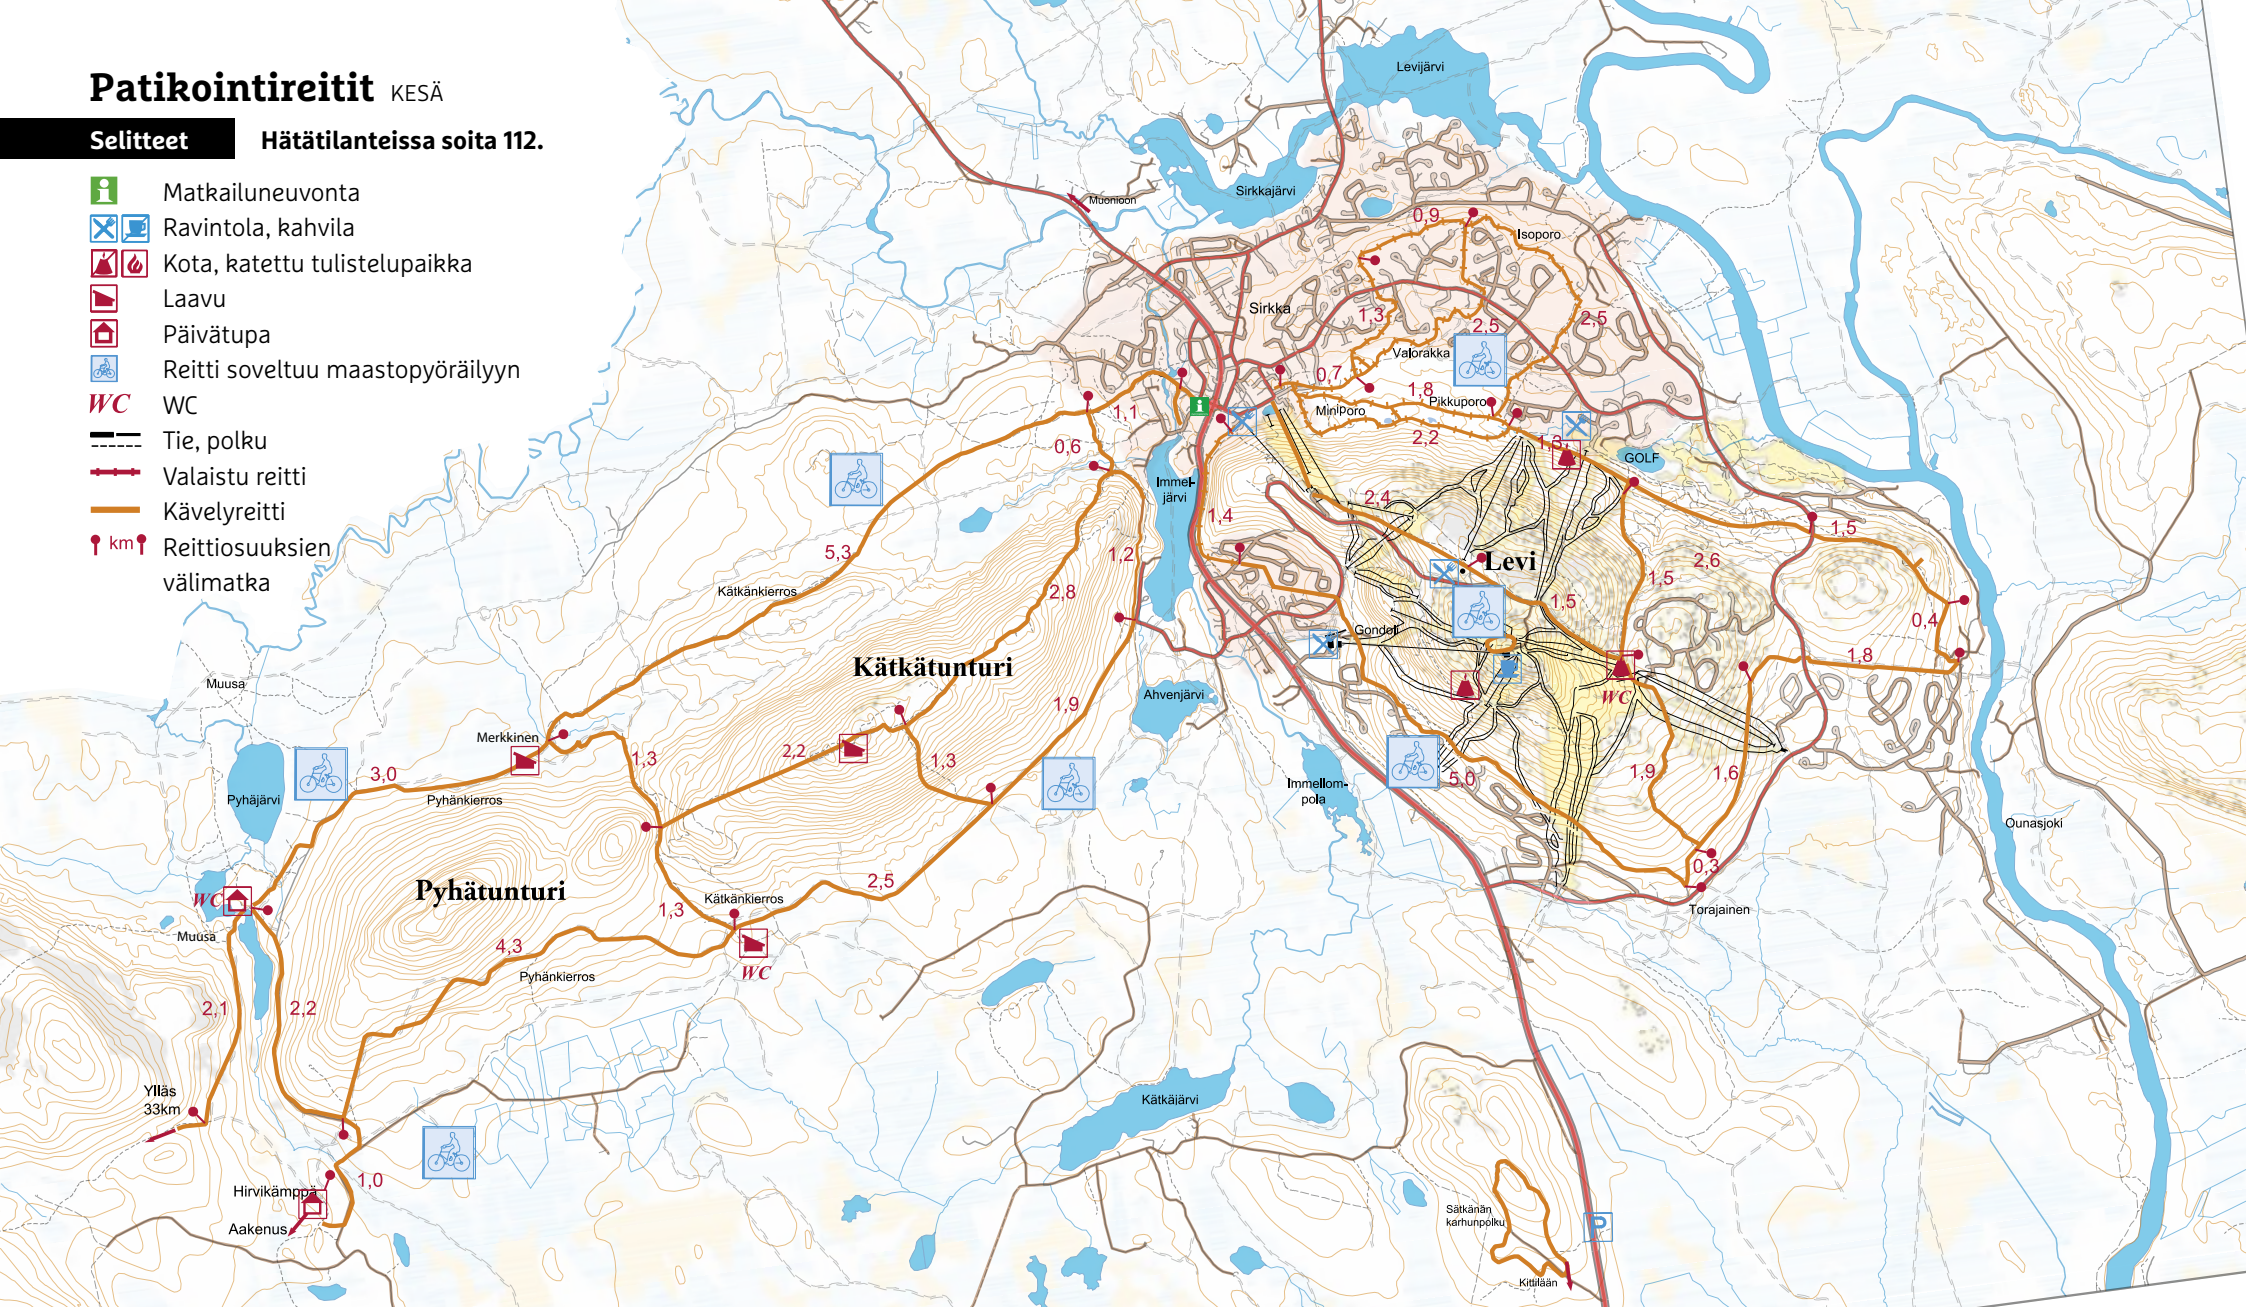 Patikointireitit KESÄ
Selitteet Hätätilanteissa soita 112.
Matkailuneuvonta
Ravintola, kahvila
Kota, katettu tulistelupaikka
Laavu
Päivätupa
Reitti soveltuu maastopyöräilyyn
WC WC
Tie, polku
Valaistu reitti
Kävelyreitti
km Reittiosuuksien
välimatka
Levijärvi
Sirkkajärvi
Muonioon
0,9
Isoporo
Sirkka
1,3
2,5
2,5
Valorakka
0,7
1,8
Miniporo
Pikkuporo
2,2
1,3
GOLF
1,1
0,6
Immel-
järvi
2,4
1,4
5,3
1,2
Levi
2,6
1,5
1,5
1,5
Kätkänkierros
2,8
0,4
Gondoli
1,8
Kätkätunturi
Muusa
Ahvenjärvi
WC
1,9
Merkkinen
1,3
2,2
1,3
3,0
Pyhäjärvi
Pyhänkierros
Immellom-
pola
5,0
1,9
1,6
Ounasjoki
0,3
Pyhätunturi
2,5
WC
Kätkänkierros
1,3
Torajainen
Muusa
4,3
Pyhänkierros
WC
2,1
2,2
Ylläs
33km
Kätkäjärvi
1,0
Hirvikämppä
Aakenus
Sätkänän
karhunpolku
P
Kittilään